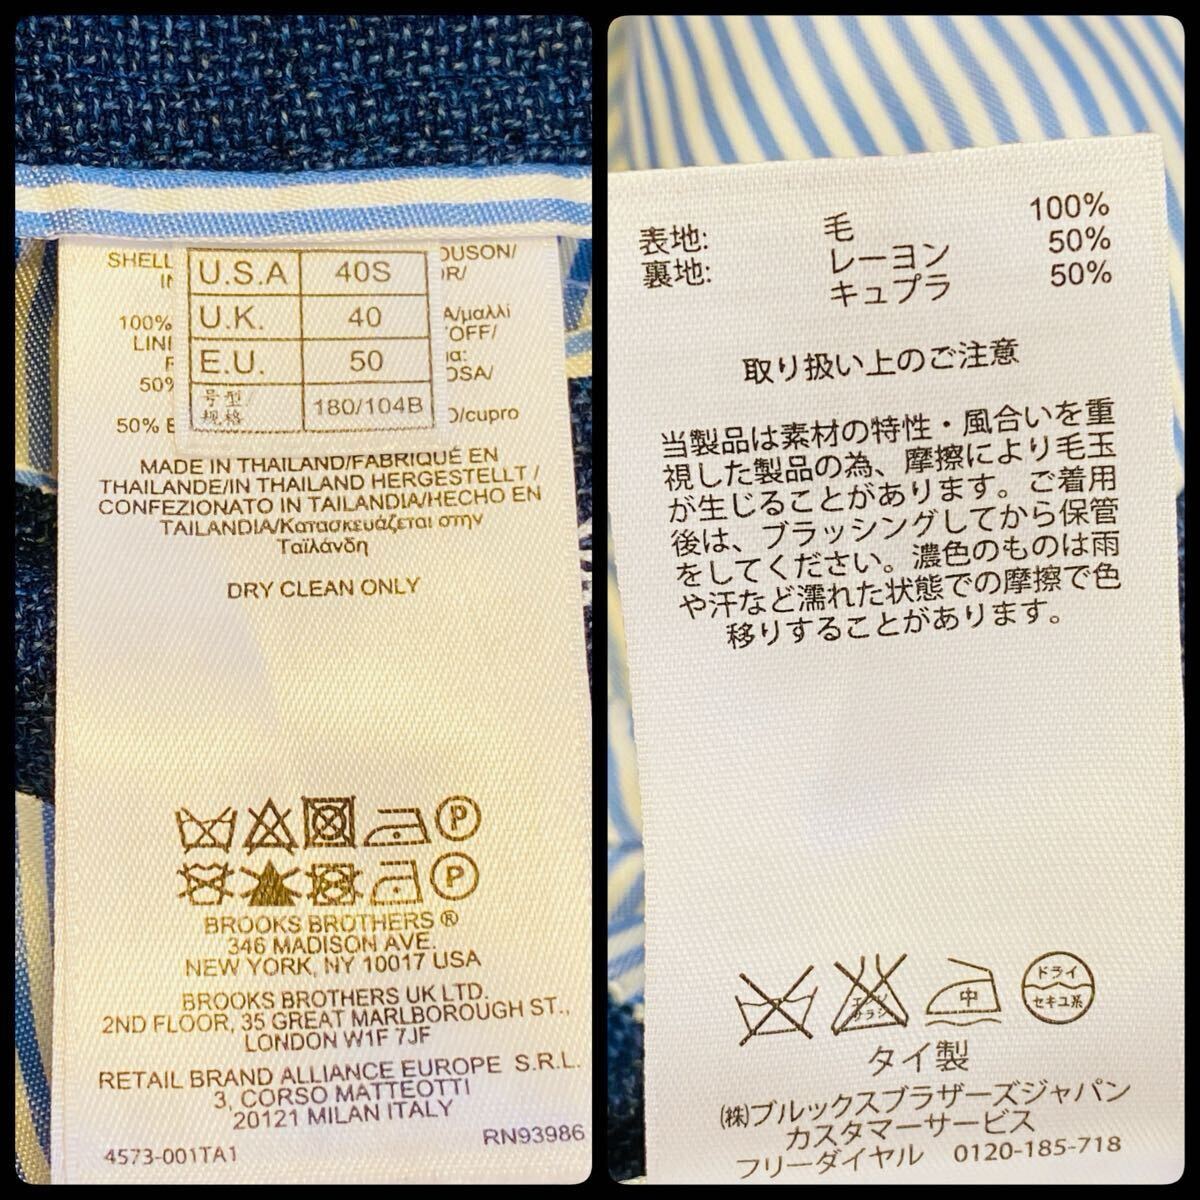 SHELL
OUSON/
100%
Α/μαλλί
LINI
OFF/
OSA/
50%
50%
O/cupro
U.S.A 40S
U.K. 40
E.U. 50
号型/
规格 180/104B
MADE IN THAILAND/FABRIQUÉ EN
THAILANDE/IN THAILAND HERGESTELLT /
CONFEZIONATO IN TAILANDIA/HECHO EN
TAILANDIA/Κατασκευάζεται στην
Ταϊλάνδη
DRY CLEAN ONLY
P
P
BROOKS BROTHERS ®
346 MADISON AVE.
NEW YORK, NY 10017 USA
BROOKS BROTHERS UK LTD.
2ND FLOOR, 35 GREAT MARLBOROUGH ST.,
LONDON W1F 7JF
RETAIL BRAND ALLIANCE EUROPE S.R.L.
3, CORSO MATTEOTTI
20121 MILAN ITALY
RN93986
4573-001TA1
表地: 毛 100%
裏地: レーヨン 50%
キュプラ 50%
取り扱い上のご注意
当製品は素材の特性・風合いを重
視した製品の為、摩擦により毛玉
が生じることがあります。ご着用
後は、ブラッシングしてから保管
をしてください。濃色のものは雨
や汗など濡れた状態での摩擦で色
移りすることがあります。
エンソ
サラシ
中
ドライ
セキユ系
タイ製
㈱ブルックスブラザーズジャパン
カスタマーサービス
フリーダイヤル 0120-185-718